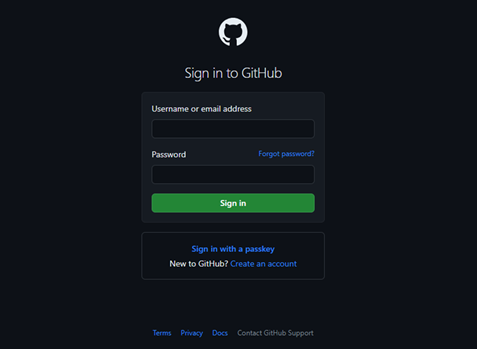 Sign in to GitHub
Username or email address
Password Forgot password?
Sign in
Sign in with a passkey
New to GitHub? Create an account
Terms Privacy Docs Contact GitHub Support